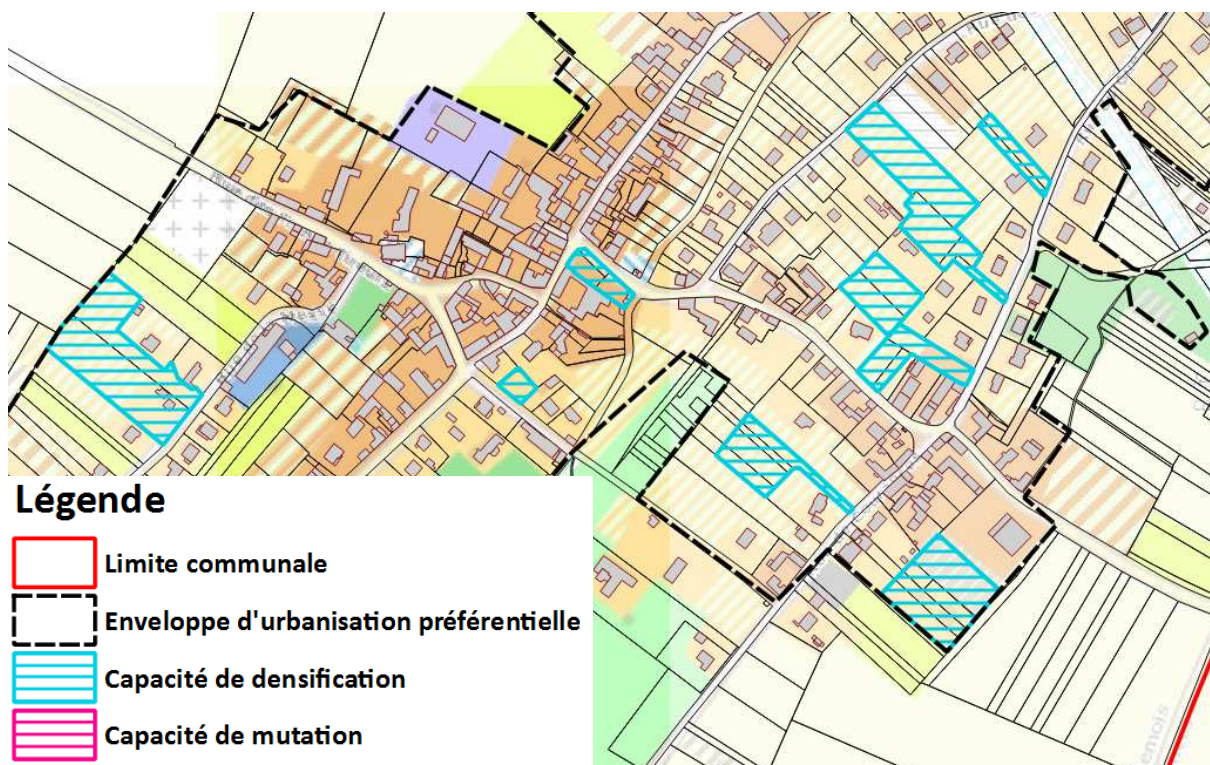 Légende
Limite communale
Enveloppe d'urbanisation préférentielle
Capacité de densification
Capacité de mutation